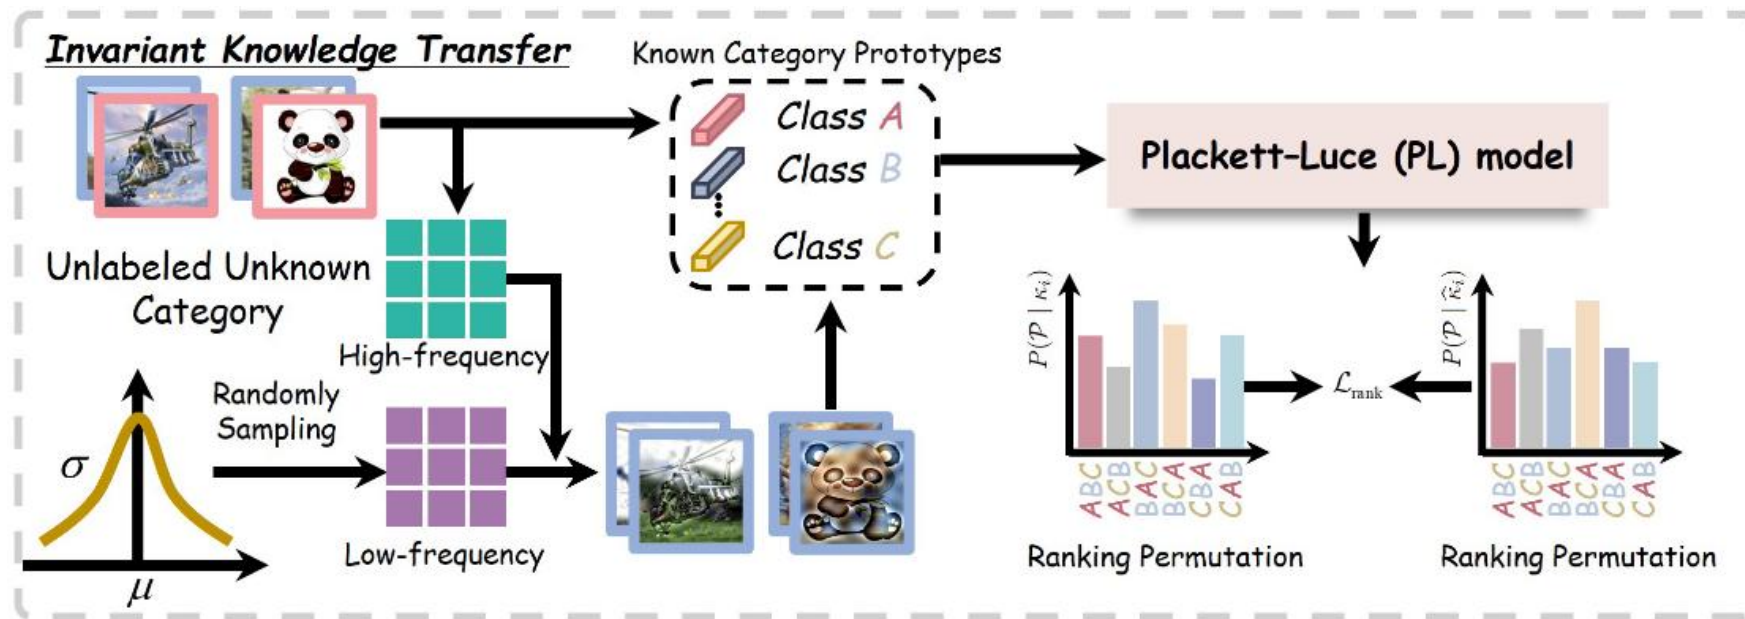 Invariant Knowledge Transfer
Known Category Prototypes
Class A
Class B
Class C
Plackett-Luce (PL) model
Unlabeled Unknown
Category
High-frequency
Randomly
Sampling
σ
μ
Low-frequency
P(𝒫 | κᵢ)
ABC
ACB
BAC
BCA
CBA
CAB
Ranking Permutation
ℒrank
P(𝒫 | κ̂ᵢ)
ABC
ACB
BAC
BCA
CBA
CAB
Ranking Permutation